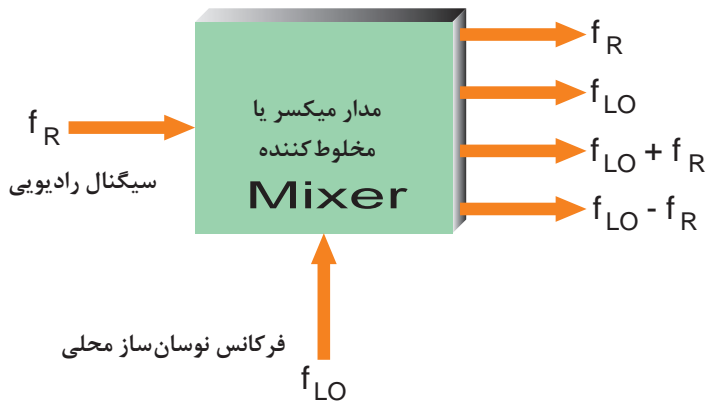 f R
f LO
f LO + f R
f LO - f R
مدار میکسر یا
مخلوط‌کننده
Mixer
f R
سیگنال رادیویی
فرکانس نوسان‌ساز محلی
f LO